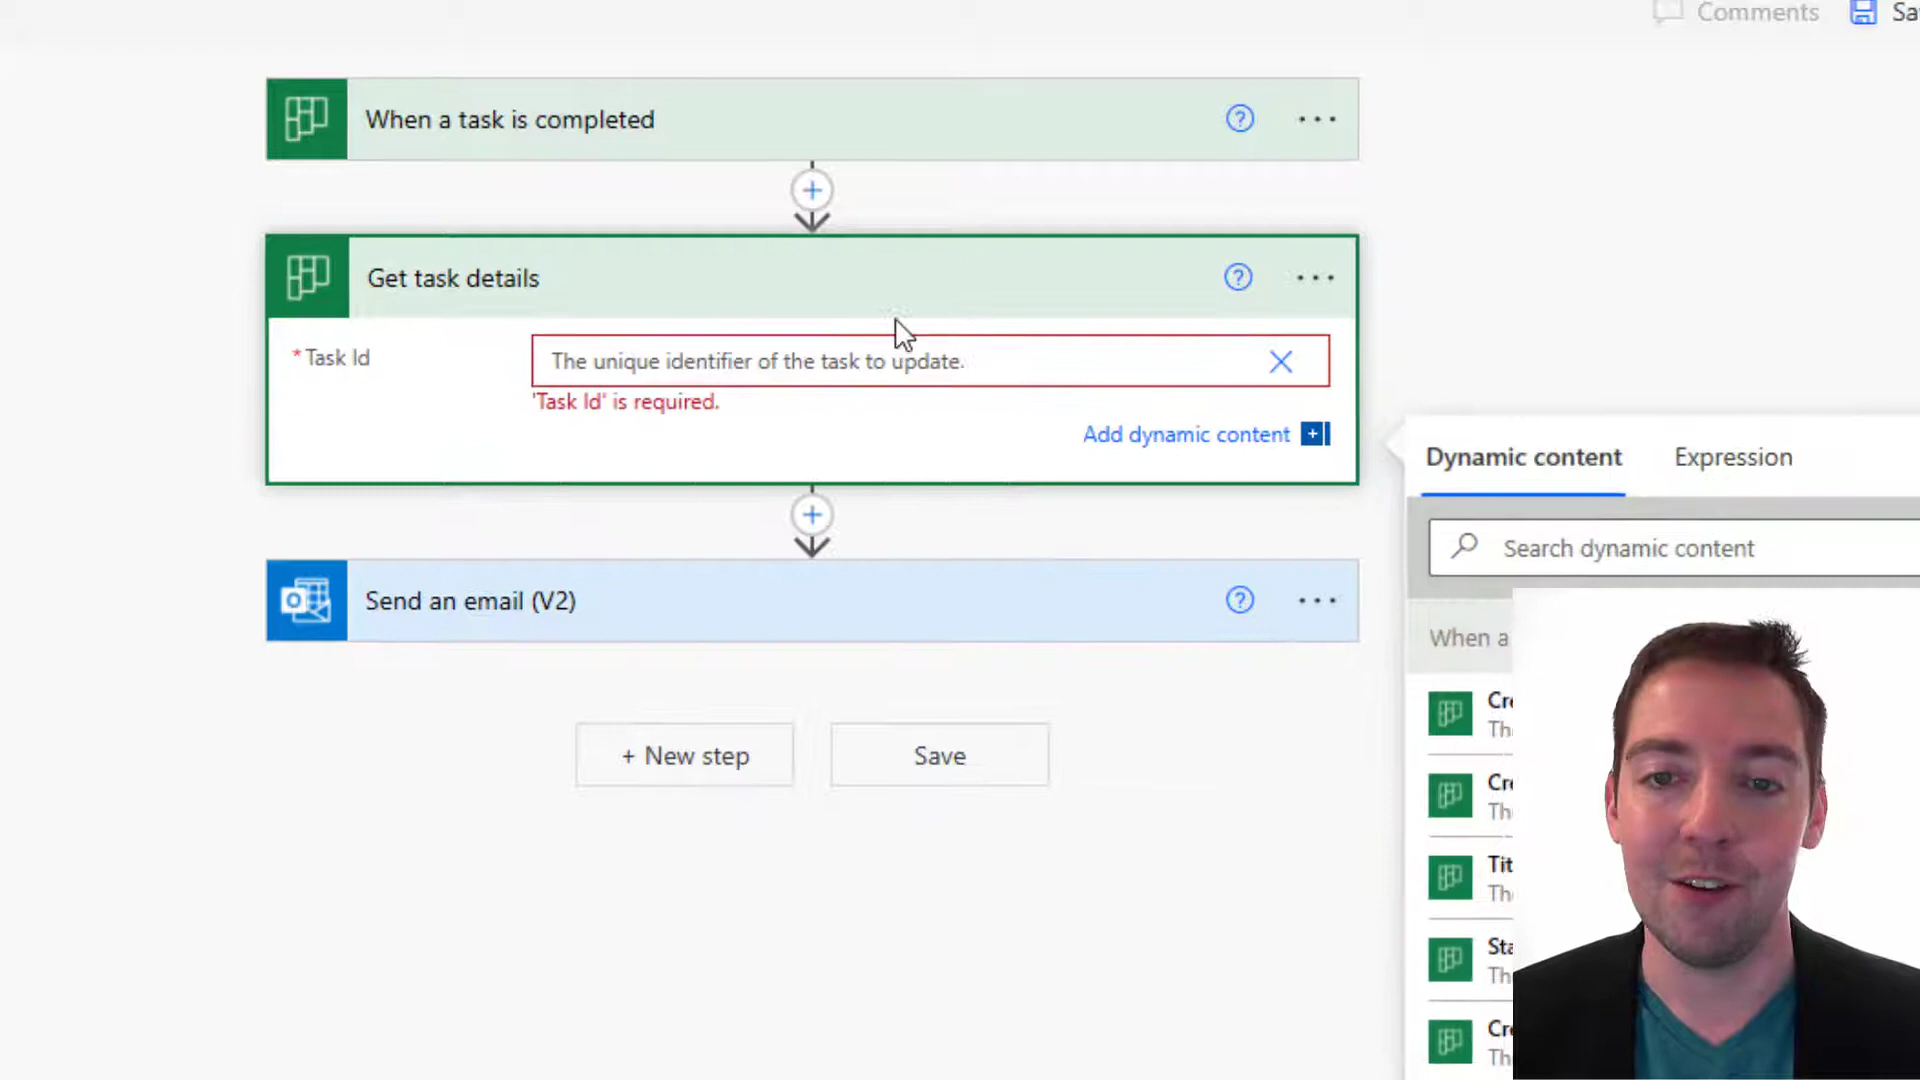 Comments
When a task is completed
Get task details
* Task Id
The unique identifier of the task to update.
'Task Id' is required.
Add dynamic content
Dynamic content
Expression
Search dynamic content
When a
Send an email (V2)
+ New step
Save